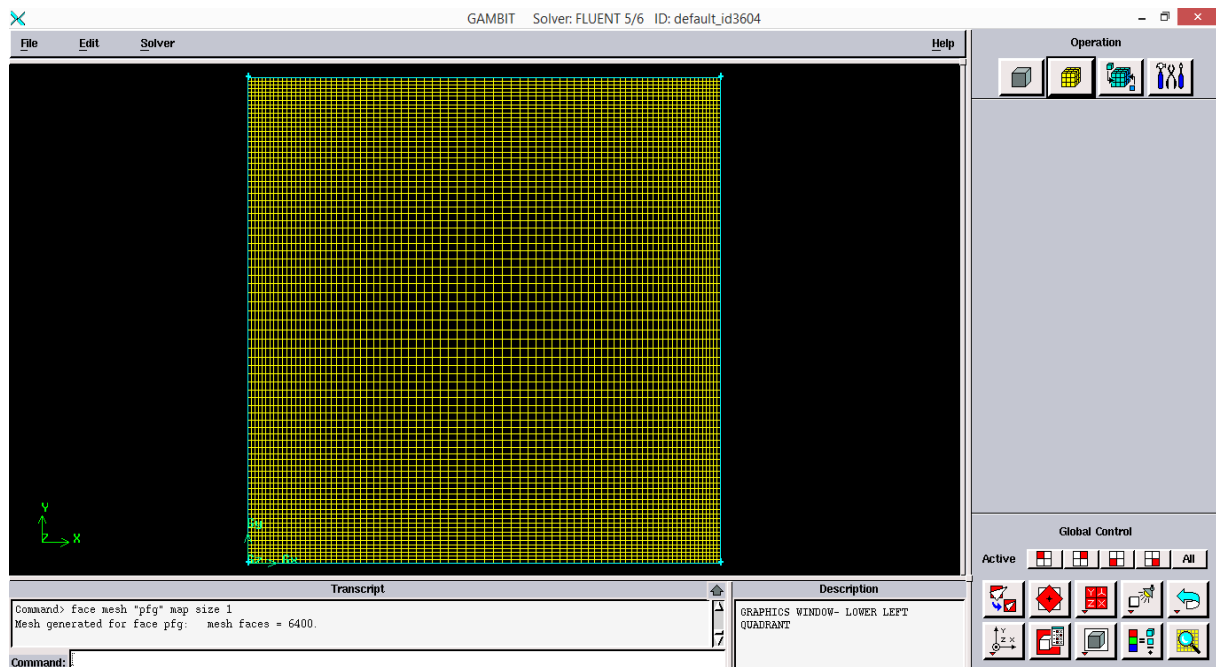 GAMBIT Solver: FLUENT 5/6 ID: default_id3604
File Edit Solver Help
Operation
Y
Z X
Global Control
Active All
Transcript
Command> face mesh "pfg" map size 1
Mesh generated for face pfg: mesh faces = 6400.
Command:
Description
GRAPHICS WINDOW- LOWER LEFT
QUADRANT